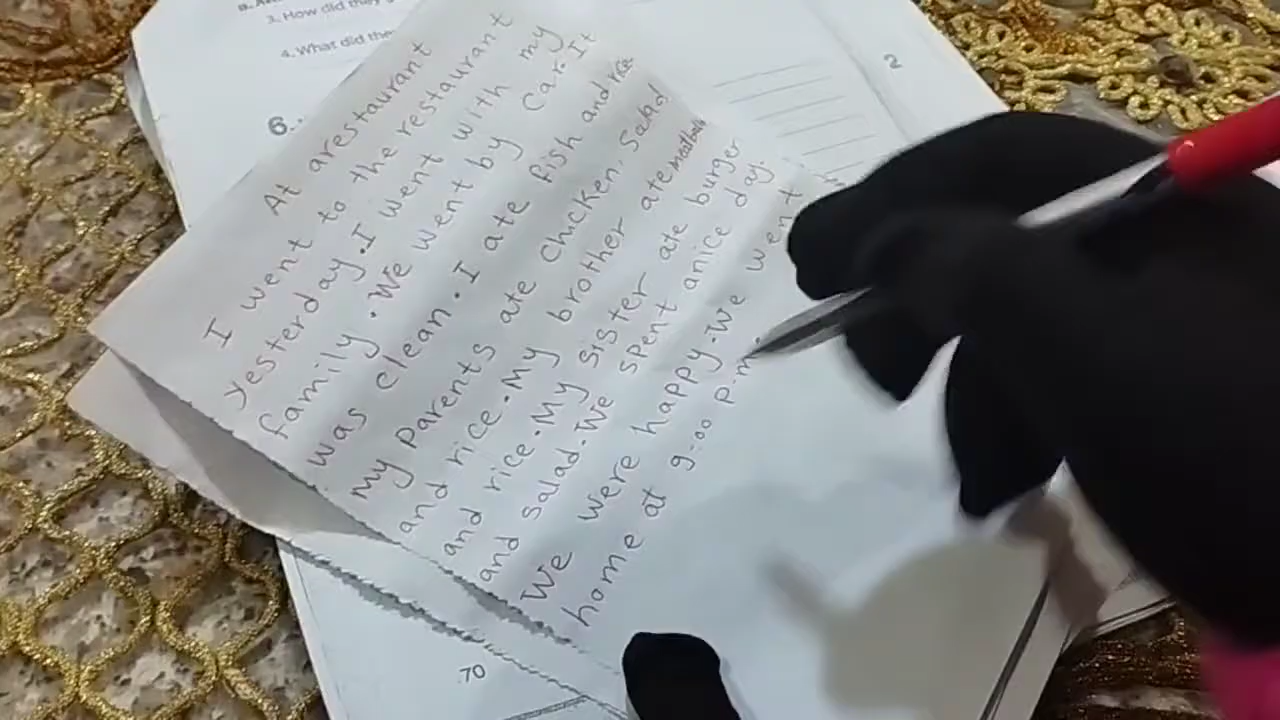 3. How did they
4. What did the
6.
2
At arestaurant
I went to the restaurant
yesterday. I went with my
family. We went by car. It
was clean. I ate fish and rice
My parents ate chicken, Salad
and rice. My brother ate meatballs
and rice. My sister ate burger
and salad. We spent anice day.
We were happy. We went
home at 9:00 p.m.
70